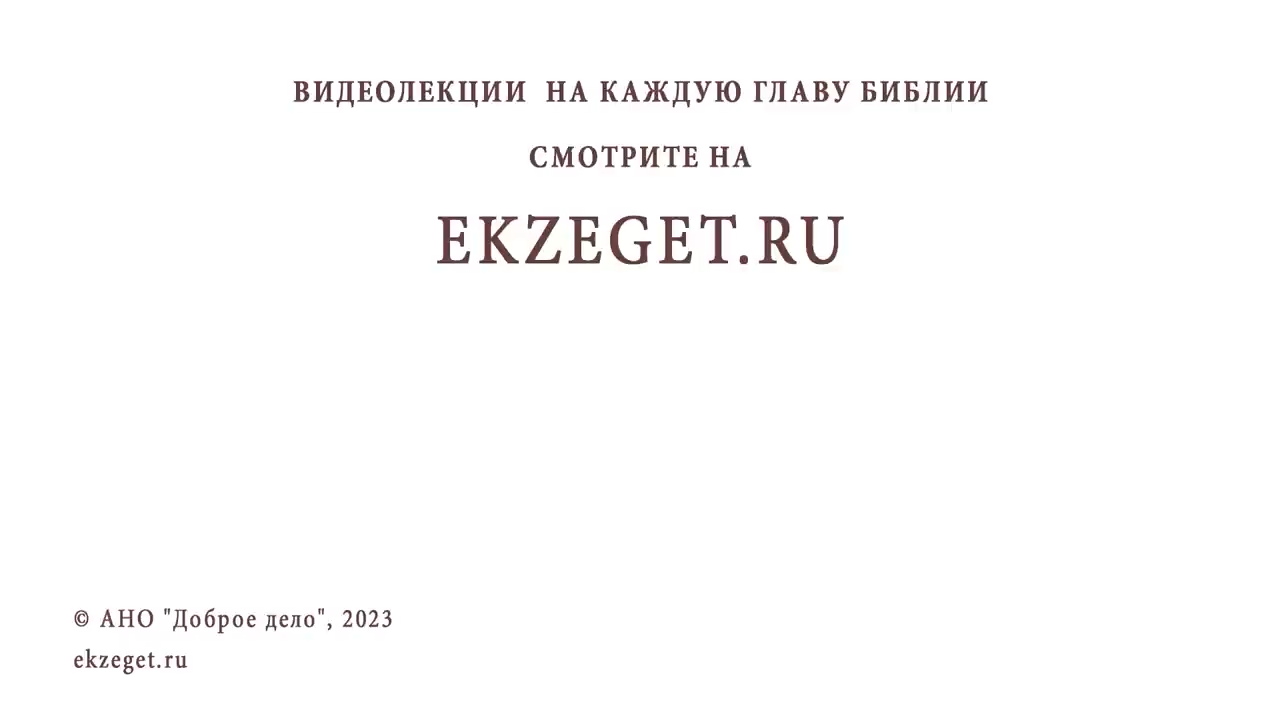 ВИДЕОЛЕКЦИИ НА КАЖДУЮ ГЛАВУ БИБЛИИ
СМОТРИТЕ НА
EKZEGET.RU
© АНО "Доброе дело", 2023
ekzeget.ru